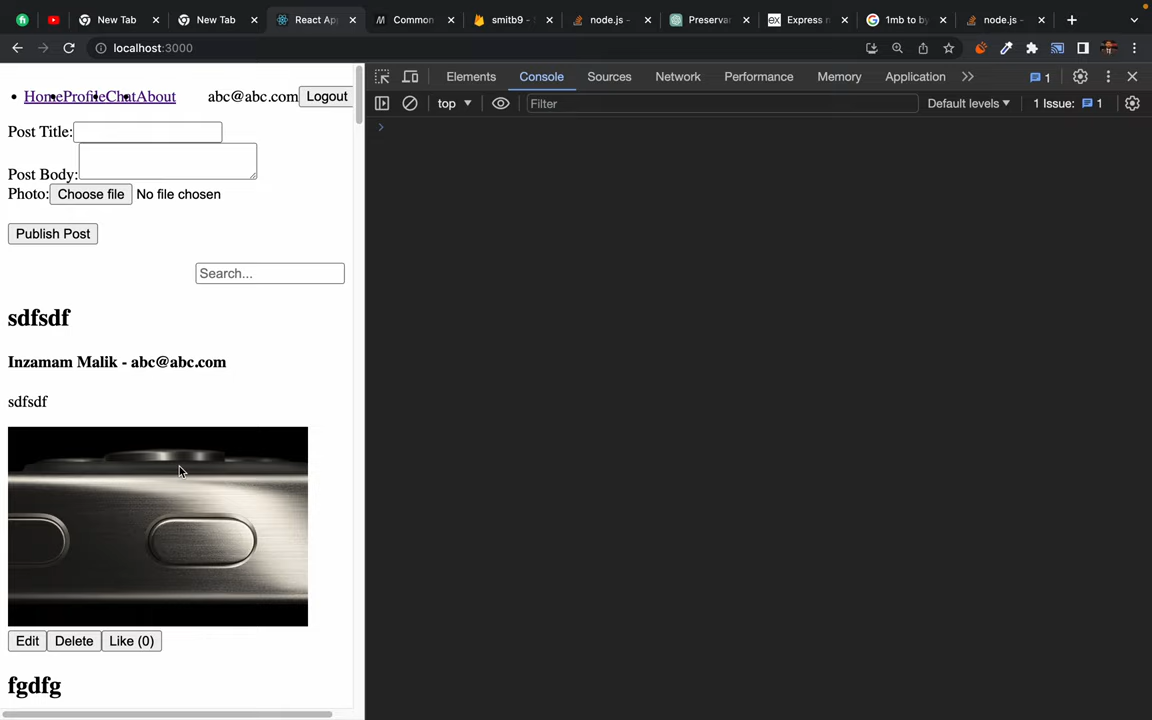 New Tab
New Tab
React Ap
Common
smitb9 -
node.js -
Preservar
ex
Express n
1mb to by
node.js -
localhost:3000
HomeProfileChatAbout
abc@abc.com
Logout
Post Title:
Post Body:
Photo:
Choose file
No file chosen
Publish Post
Search...
sdfsdf
Inzamam Malik - abc@abc.com
sdfsdf
Edit
Delete
Like (0)
fgdfg
Elements
Console
Sources
Network
Performance
Memory
Application
1
top
Filter
Default levels
1 Issue:
1